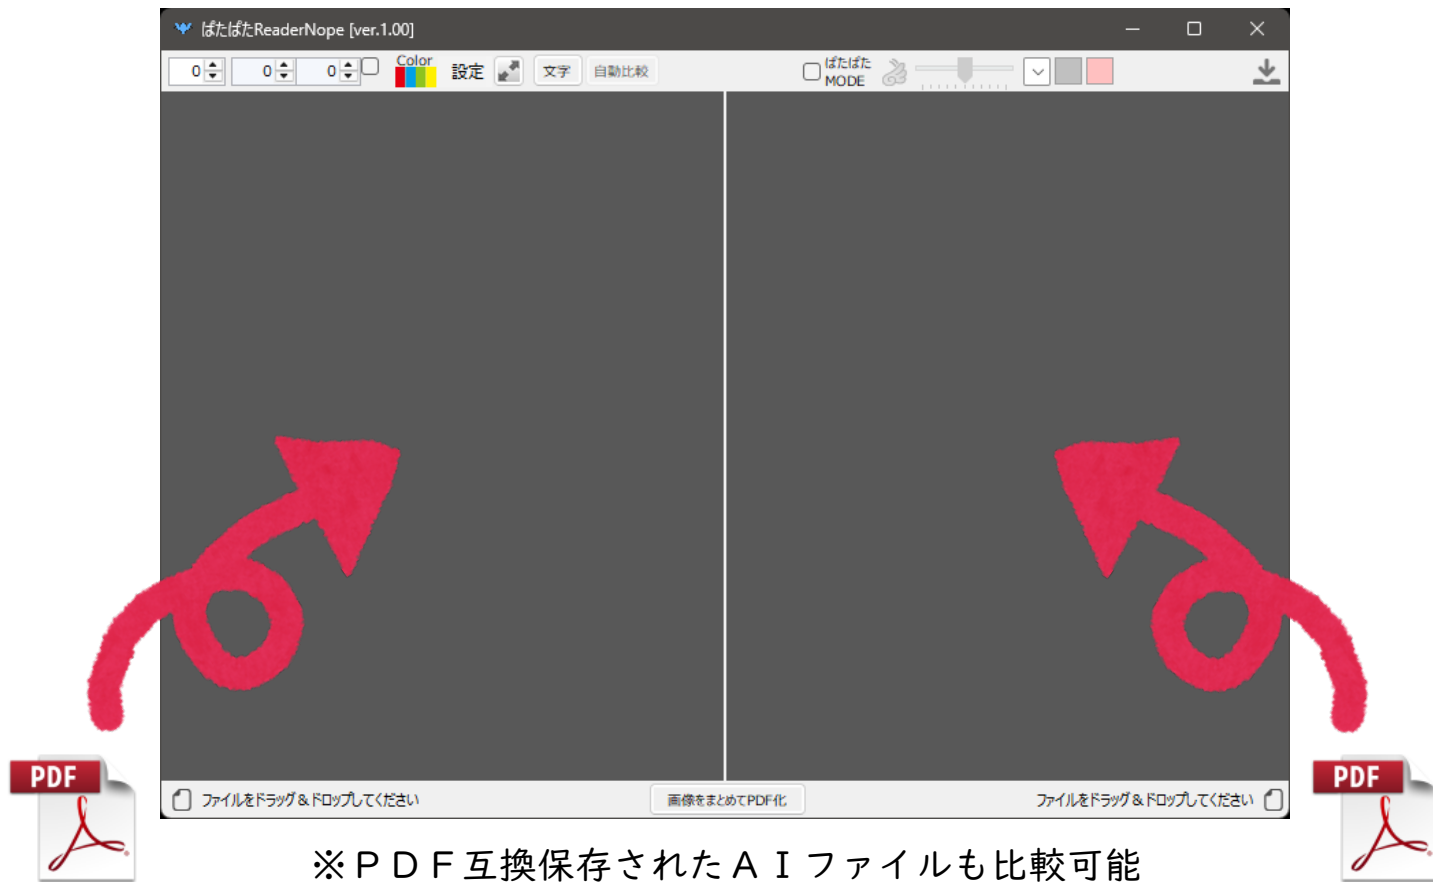 ぱたぱたReaderNope [ver.1.00]
0 0 0 Color 設定 文字 自動比較 ぱたぱた MODE
PDF
PDF
ファイルをドラッグ&ドロップしてください 画像をまとめてPDF化 ファイルをドラッグ&ドロップしてください
※ＰＤＦ互換保存されたＡＩファイルも比較可能